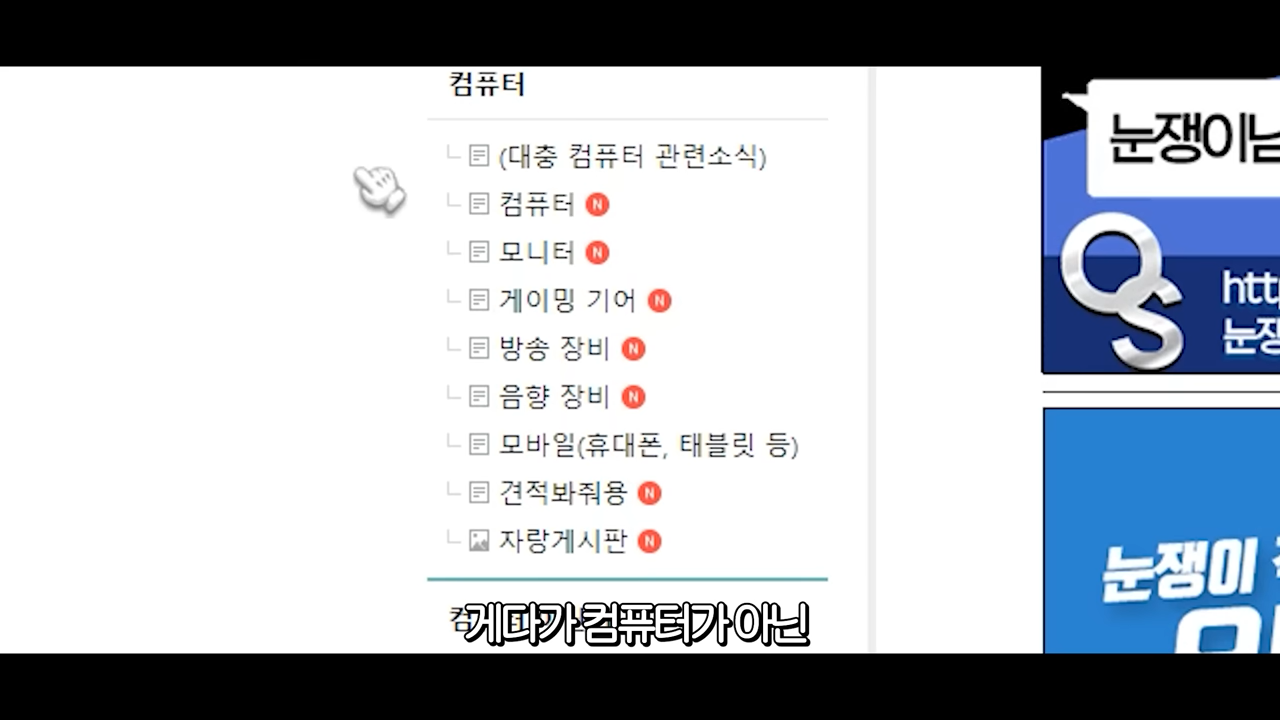 컴퓨터
(대충 컴퓨터 관련소식)
컴퓨터 N
모니터 N
게이밍 기어 N
방송 장비 N
음향 장비 N
모바일(휴대폰, 태블릿 등)
견적봐줘용 N
자랑게시판 N
게다가 컴퓨터가 아닌
눈쟁이님
QS
http
눈쟁
눈쟁이